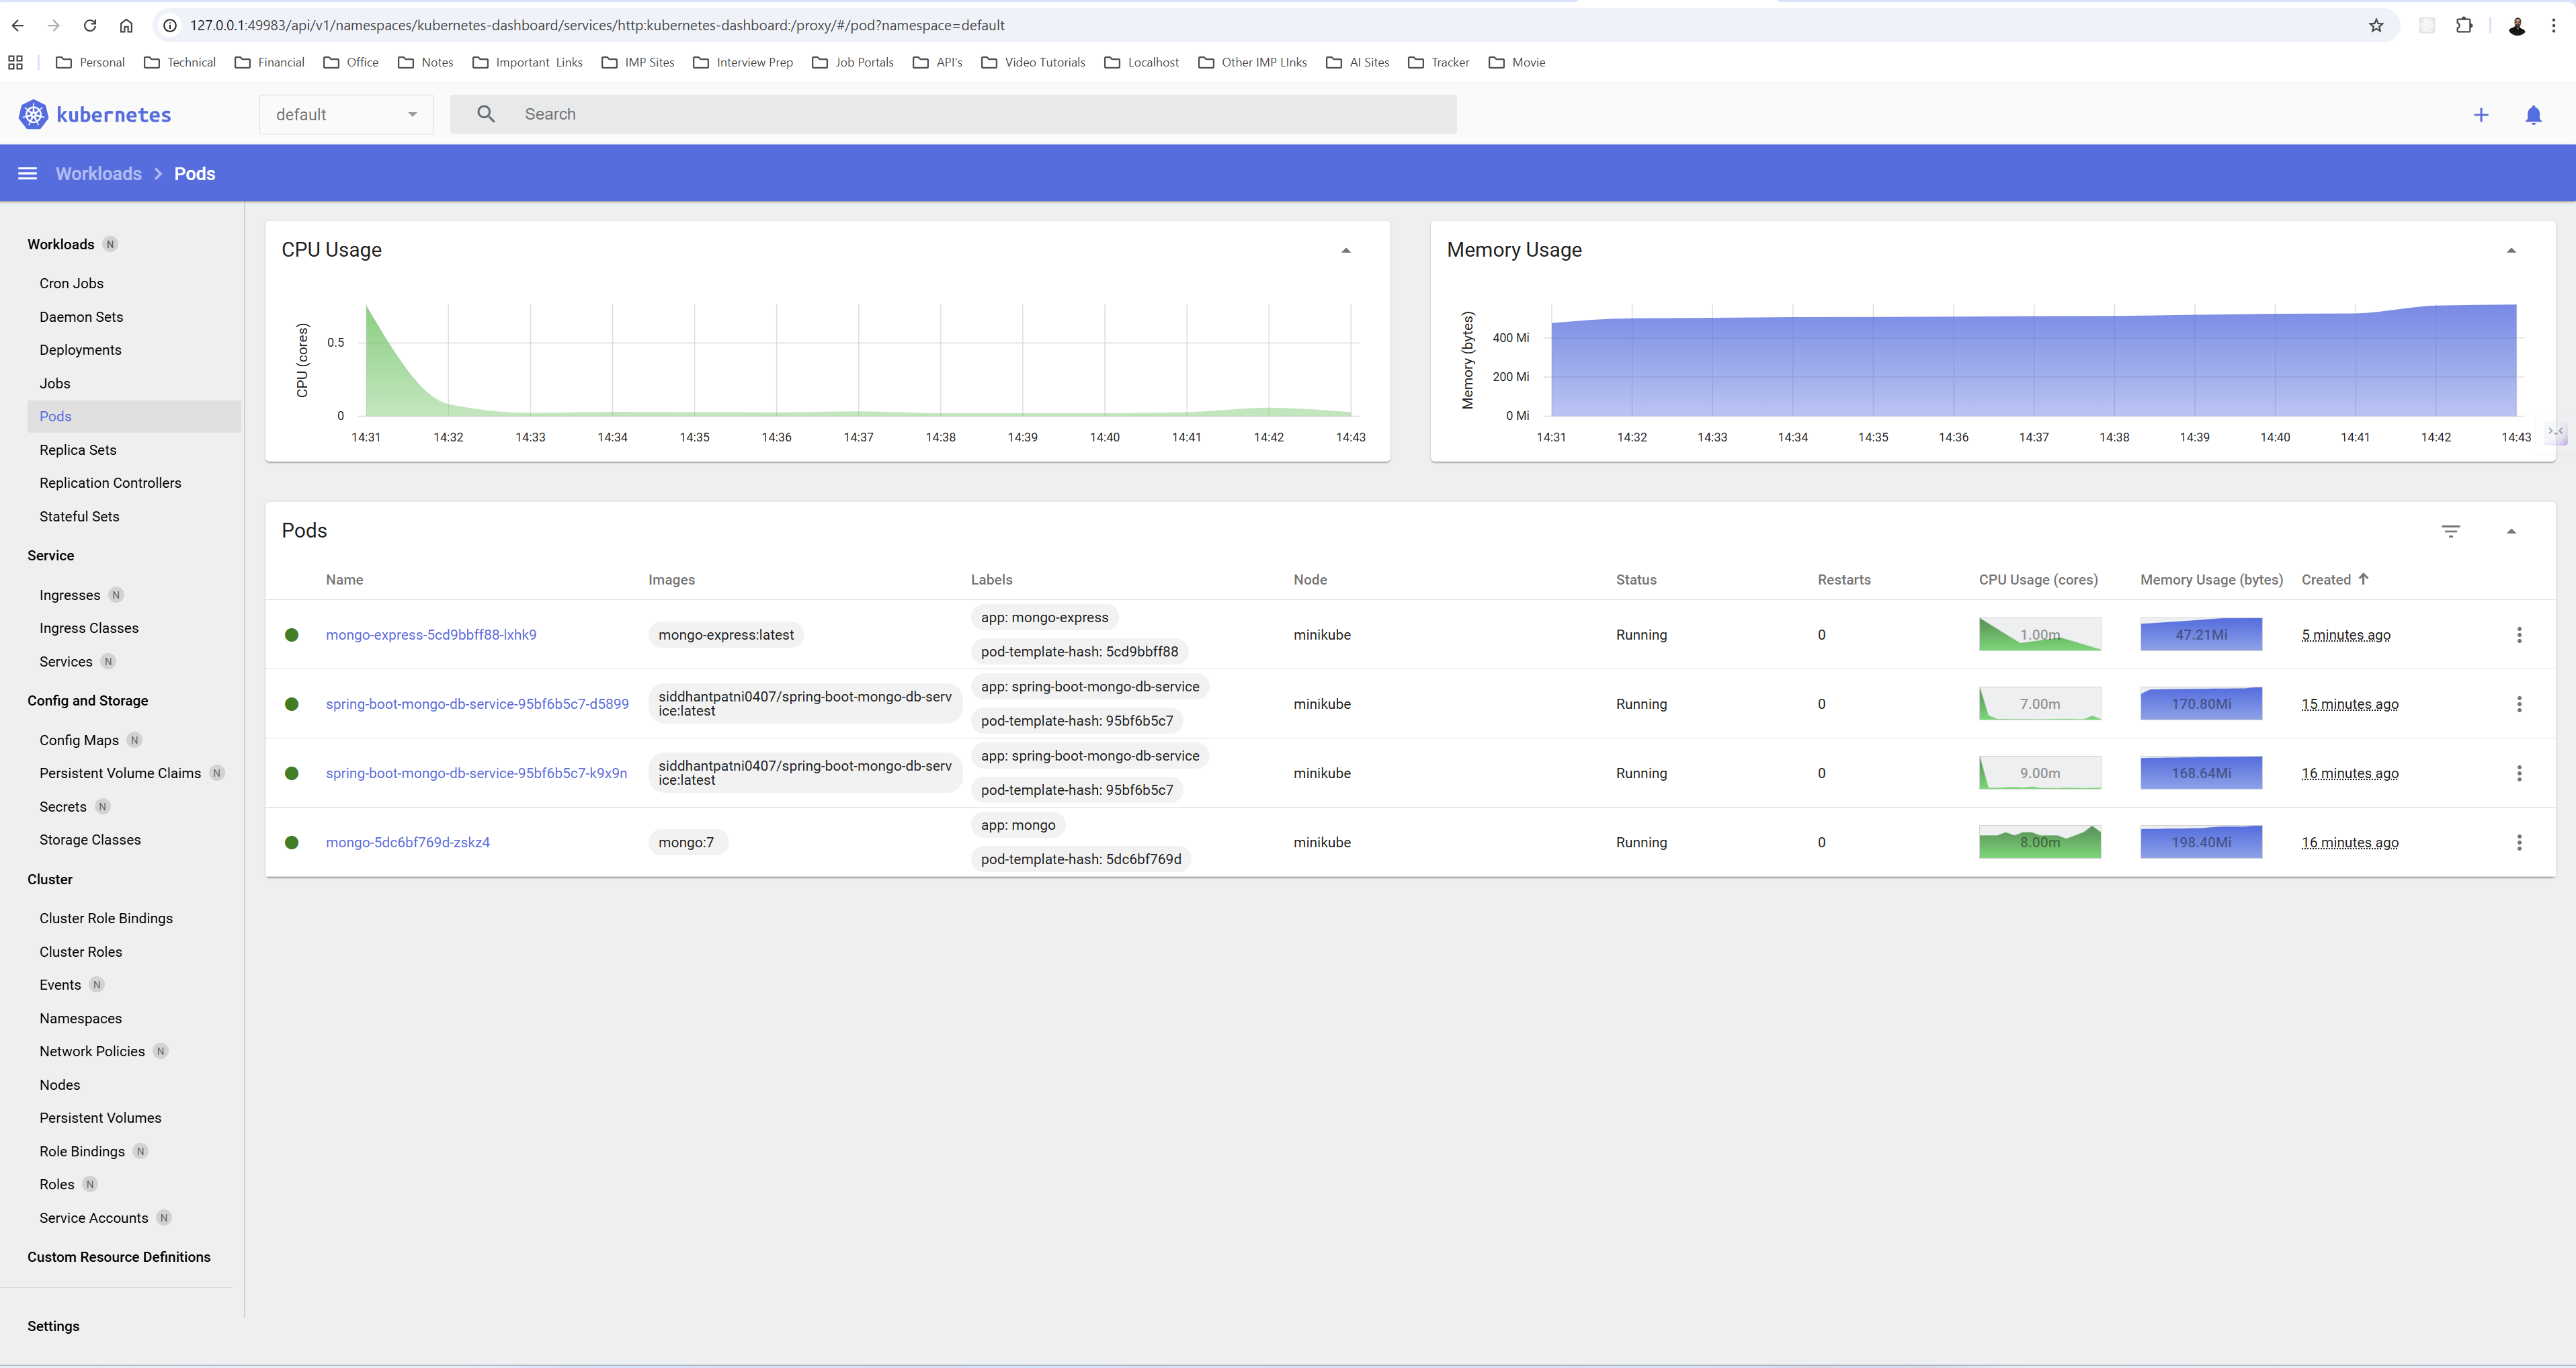 127.0.0.1:49983/api/v1/namespaces/kubernetes-dashboard/services/http:kubernetes-dashboard:/proxy/#/pod?namespace=default
Personal Technical Financial Office Notes Important Links IMP Sites Interview Prep Job Portals API's Video Tutorials Localhost Other IMP LInks AI Sites Tracker Movie
kubernetes
default
Search
Workloads Pods
Workloads N
Cron Jobs
Daemon Sets
Deployments
Jobs
Pods
Replica Sets
Replication Controllers
Stateful Sets
Service
Ingresses N
Ingress Classes
Services N
Config and Storage
Config Maps N
Persistent Volume Claims N
Secrets N
Storage Classes
Cluster
Cluster Role Bindings
Cluster Roles
Events N
Namespaces
Network Policies N
Nodes
Persistent Volumes
Role Bindings N
Roles N
Service Accounts N
Custom Resource Definitions
Settings
CPU Usage
CPU (cores)
0.5
0
14:31 14:32 14:33 14:34 14:35 14:36 14:37 14:38 14:39 14:40 14:41 14:42 14:43
Memory Usage
Memory (bytes)
400 Mi
200 Mi
0 Mi
14:31 14:32 14:33 14:34 14:35 14:36 14:37 14:38 14:39 14:40 14:41 14:42 14:43
Pods
Name Images Labels Node Status Restarts CPU Usage (cores) Memory Usage (bytes) Created
mongo-express-5cd9bbff88-lxhk9 mongo-express:latest app: mongo-express minikube Running 0 1.00m 47.21Mi 5 minutes ago
pod-template-hash: 5cd9bbff88
spring-boot-mongo-db-service-95bf6b5c7-d5899 siddhantpatni0407/spring-boot-mongo-db-serv app: spring-boot-mongo-db-service minikube Running 0 7.00m 170.80Mi 15 minutes ago
ice:latest pod-template-hash: 95bf6b5c7
spring-boot-mongo-db-service-95bf6b5c7-k9x9n siddhantpatni0407/spring-boot-mongo-db-serv app: spring-boot-mongo-db-service minikube Running 0 9.00m 168.64Mi 16 minutes ago
ice:latest pod-template-hash: 95bf6b5c7
mongo-5dc6bf769d-zskz4 mongo:7 app: mongo minikube Running 0 8.00m 198.40Mi 16 minutes ago
pod-template-hash: 5dc6bf769d